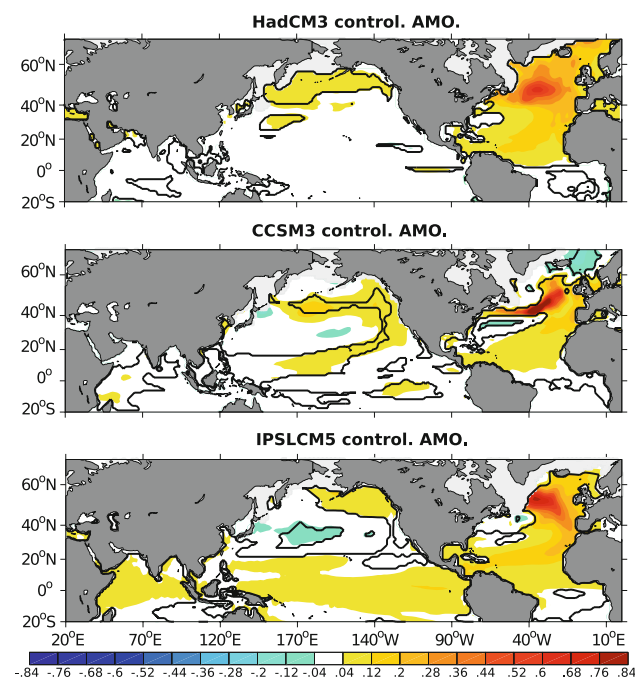 HadCM3 control. AMO.
60°N
40°N
20°N
0°
20°S
CCSM3 control. AMO.
60°N
40°N
20°N
0°
20°S
IPSLCM5 control. AMO.
60°N
40°N
20°N
0°
20°S
20°E 70°E 120°E 170°E 140°W 90°W 40°W 10°E
-.84 -.76 -.68 -.6 -.52 -.44 -.36 -.28 -.2 -.12 -.04 .04 .12 .2 .28 .36 .44 .52 .6 .68 .76 .84